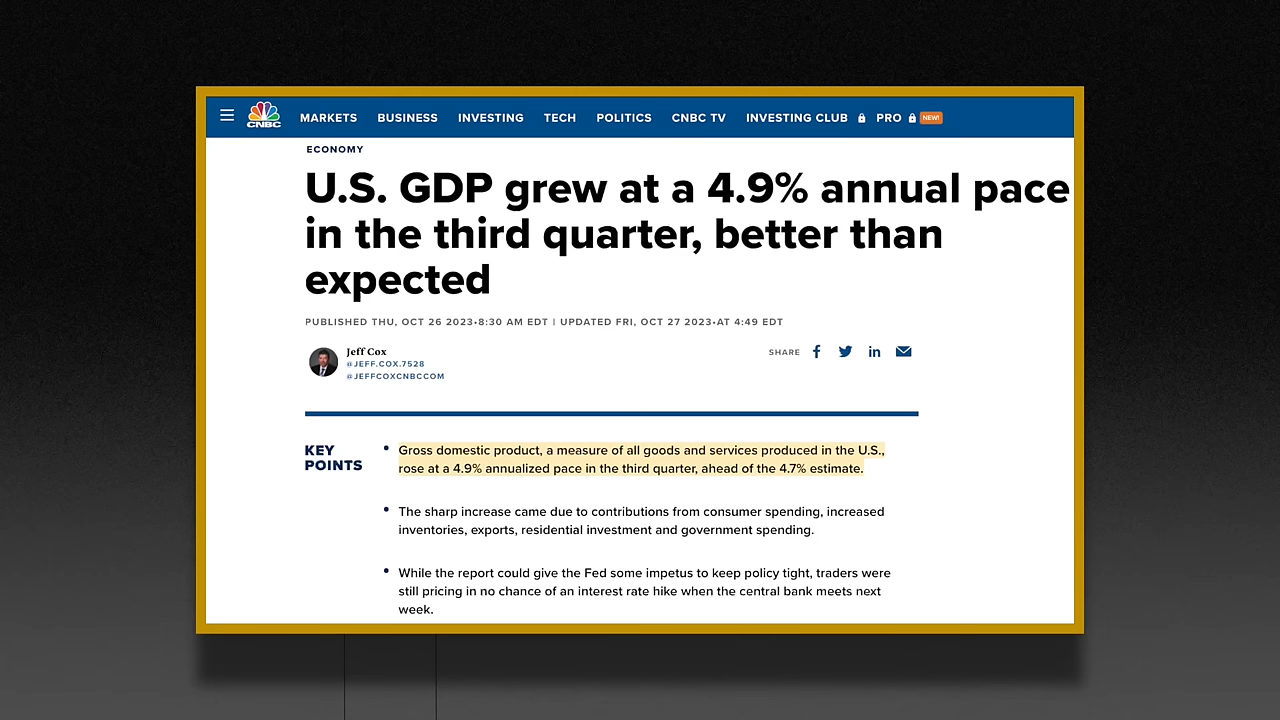 CNBC
MARKETS BUSINESS INVESTING TECH POLITICS CNBC TV INVESTING CLUB PRO NEW!
ECONOMY
U.S. GDP grew at a 4.9% annual pace
in the third quarter, better than
expected
PUBLISHED THU, OCT 26 2023•8:30 AM EDT | UPDATED FRI, OCT 27 2023•AT 4:49 EDT
Jeff Cox
@JEFF.COX.7528
@JEFFCOXCNBCCOM
SHARE
KEY
POINTS
• Gross domestic product, a measure of all goods and services produced in the U.S.,
rose at a 4.9% annualized pace in the third quarter, ahead of the 4.7% estimate.
• The sharp increase came due to contributions from consumer spending, increased
inventories, exports, residential investment and government spending.
• While the report could give the Fed some impetus to keep policy tight, traders were
still pricing in no chance of an interest rate hike when the central bank meets next
week.